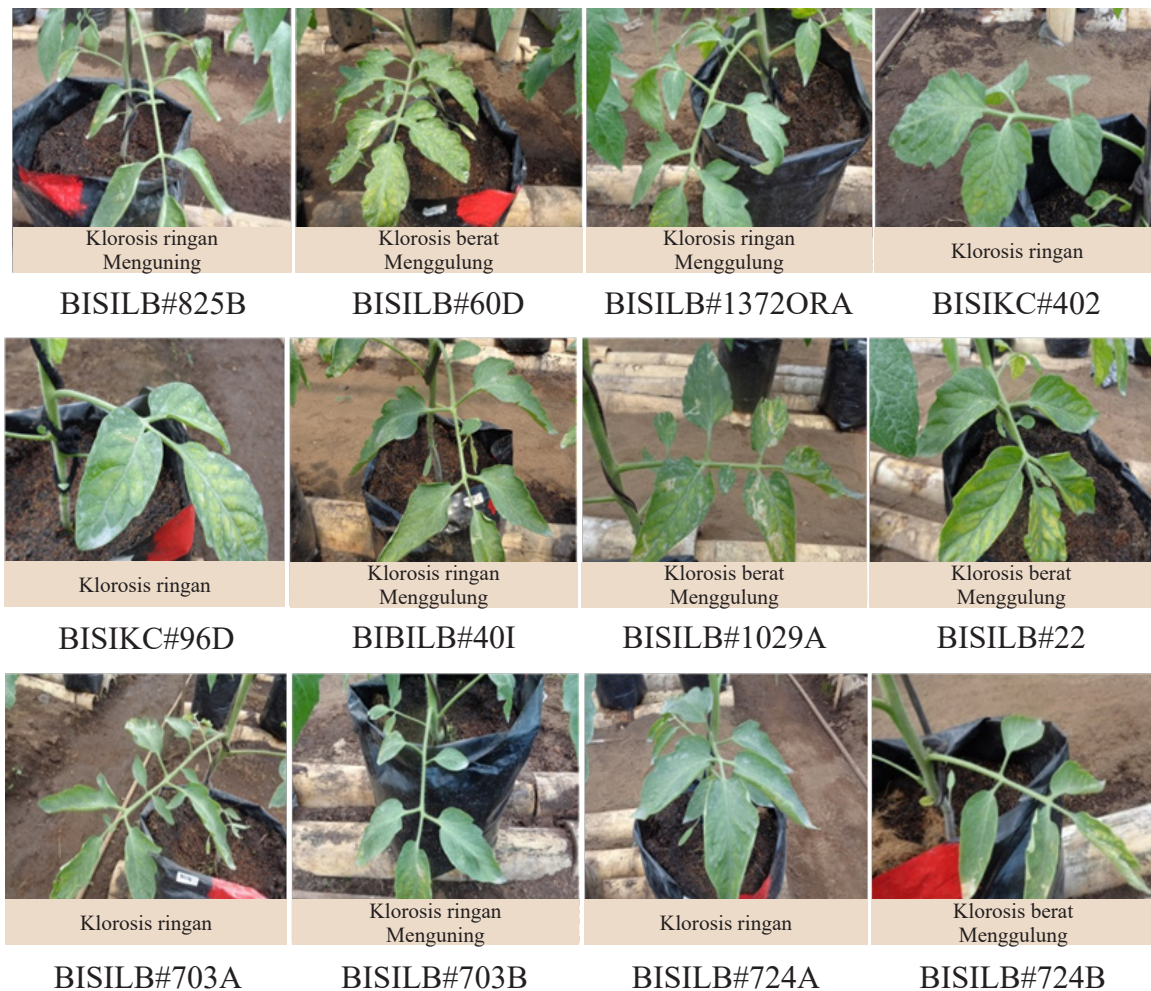 Klorosis ringan
Menguning
Klorosis berat
Menggulung
Klorosis ringan
Menggulung
Klorosis ringan
BISILB#825B
BISILB#60D
BISILB#1372ORA
BISIKC#402
Klorosis ringan
Klorosis ringan
Menggulung
Klorosis berat
Menggulung
Klorosis berat
Menggulung
BISIKC#96D
BIBILB#40I
BISILB#1029A
BISILB#22
Klorosis ringan
Klorosis ringan
Menguning
Klorosis ringan
Klorosis berat
Menggulung
BISILB#703A
BISILB#703B
BISILB#724A
BISILB#724B